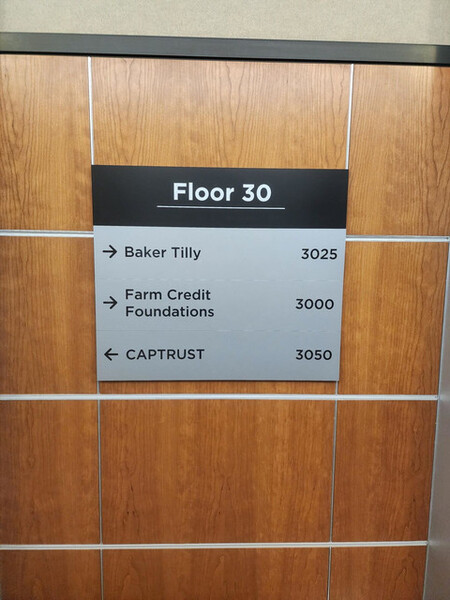 Floor 30
→ Baker Tilly 3025
→ Farm Credit
Foundations 3000
← CAPTRUST 3050